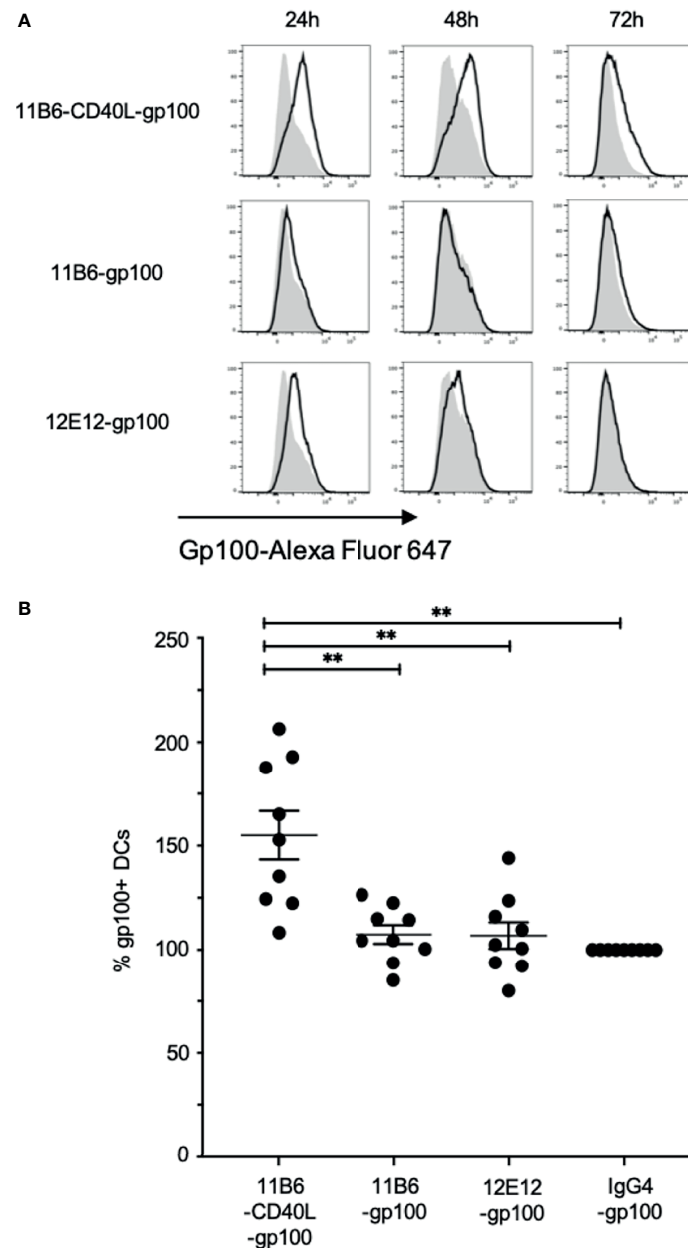 A
24h 48h 72h
11B6-CD40L-gp100
11B6-gp100
12E12-gp100
Gp100-Alexa Fluor 647
B
**
**
**
250
200
150
100
50
0
% gp100+ DCs
11B6 11B6 12E12 IgG4
-CD40L -gp100 -gp100 -gp100
-gp100